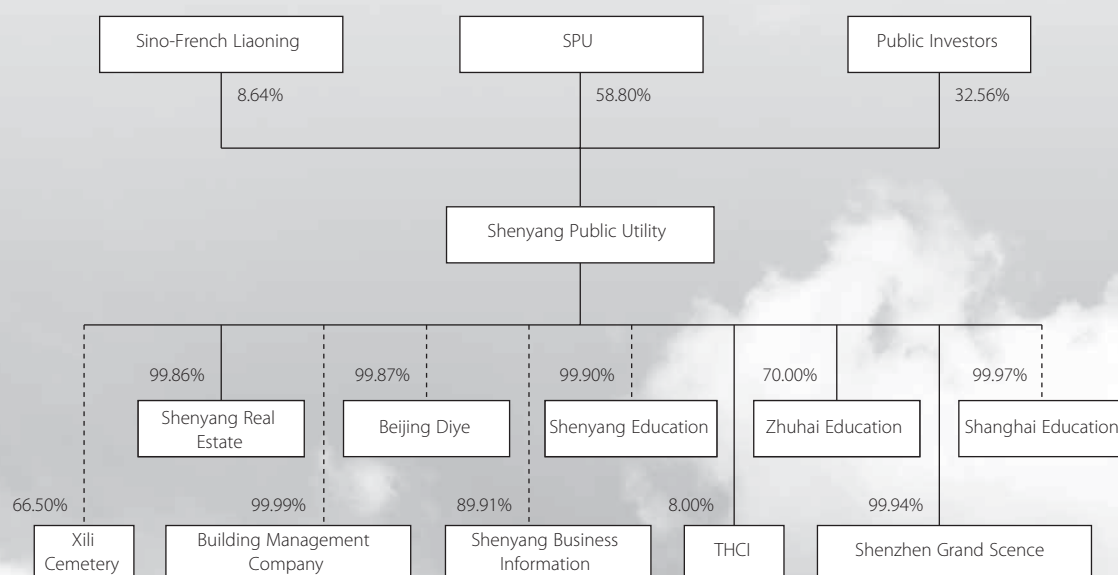 Sino-French Liaoning
SPU
Public Investors
8.64%
58.80%
32.56%
Shenyang Public Utility
99.86%
99.87%
99.90%
70.00%
99.97%
Shenyang Real
Estate
Beijing Diye
Shenyang Education
Zhuhai Education
Shanghai Education
66.50%
99.99%
89.91%
8.00%
99.94%
Xili
Cemetery
Building Management
Company
Shenyang Business
Information
THCI
Shenzhen Grand Scence